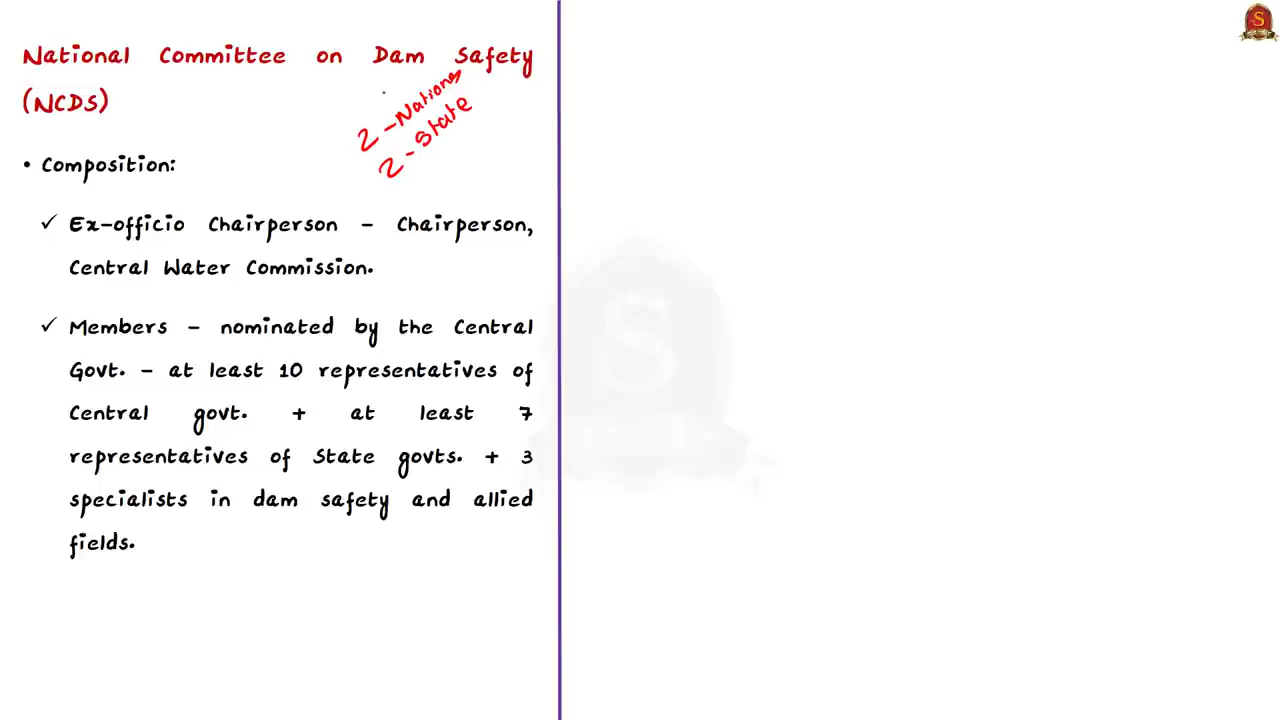 National Committee on Dam Safety
(NCDS)
2 - Nations
2 - State
• Composition:
✓ Ex-officio Chairperson – Chairperson,
Central Water Commission.
✓ Members – nominated by the Central
Govt. – at least 10 representatives of
Central govt. + at least 7
representatives of State govts. + 3
specialists in dam safety and allied
fields.
S
S